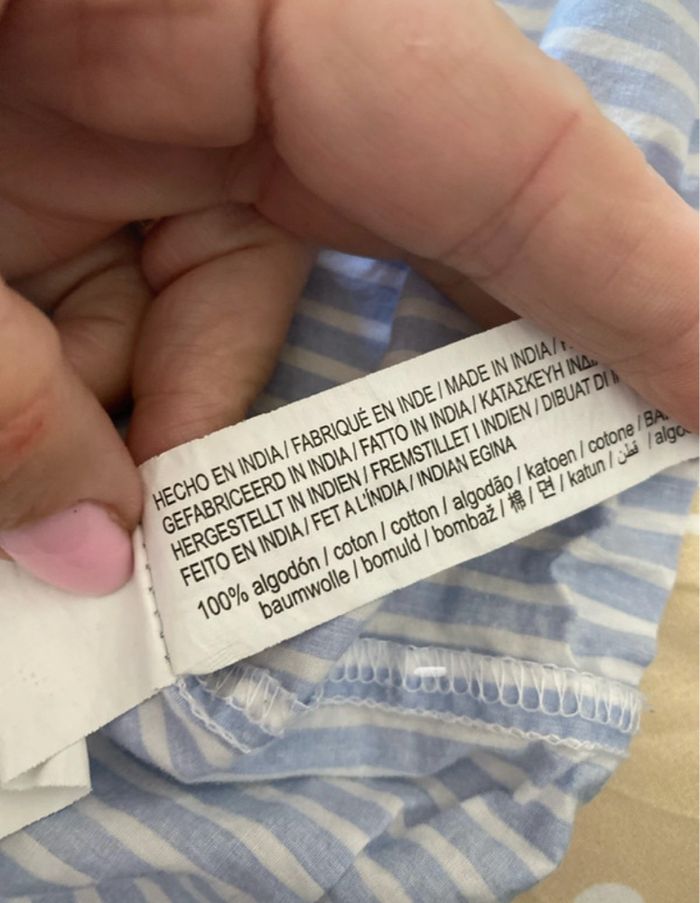 HECHO EN INDIA / FABRIQUÉ EN INDE / MADE IN INDIA /
GEFABRICEERD IN INDIA / FATTO IN INDIA / ΚΑΤΑΣΚΕΥΗ
HERGESTELLT IN INDIEN / FREMSTILLET I INDIEN / DIBUAT DI
FEITO EN INDIA / FET A L'ÍNDIA / INDIAN EGINA
100% algodón / coton / cotton / algodão / katoen / cotone /
baumwolle / bomuld / bombaž / 棉 / 면 / katun / قطن /